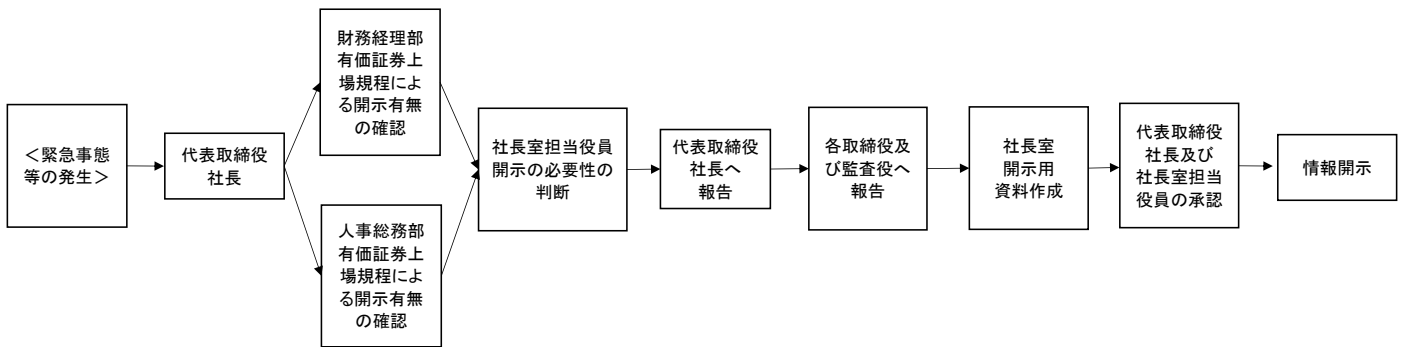 ＜緊急事態
等の発生＞
代表取締役
社長
財務経理部
有価証券上
場規程によ
る開示有無
の確認
人事総務部
有価証券上
場規程によ
る開示有無
の確認
社長室担当役員
開示の必要性の
判断
代表取締役
社長へ
報告
各取締役及
び監査役へ
報告
社長室
開示用
資料作成
代表取締役
社長及び
社長室担当
役員の承認
情報開示